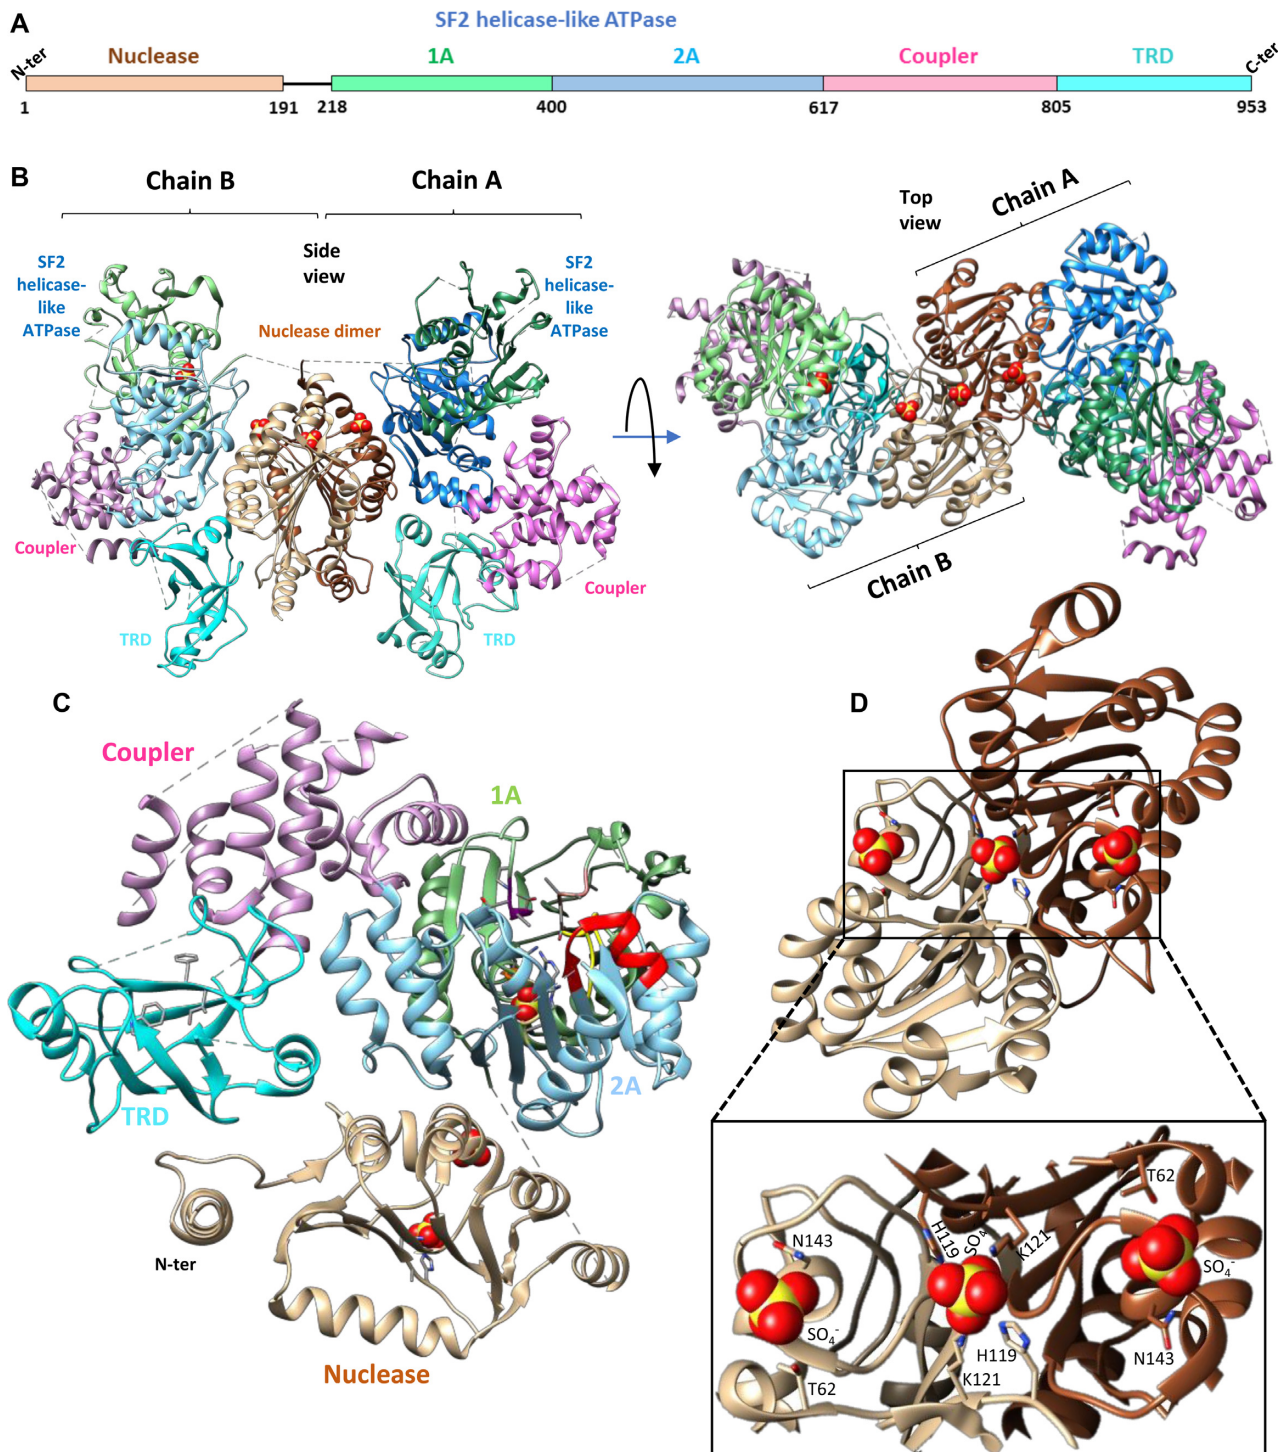 A
SF2 helicase-like ATPase
N-ter
Nuclease
1A
2A
Coupler
TRD
C-ter
1
191
218
400
617
805
953
B
Chain B
Chain A
Side
view
SF2
helicase-
like
ATPase
Nuclease dimer
SF2
helicase-
like
ATPase
Coupler
Coupler
TRD
TRD
Top
view
Chain A
Chain B
C
Coupler
1A
2A
TRD
N-ter
Nuclease
D
T62
N143
H119
SO₄⁻
K121
SO₄⁻
SO₄⁻
H119
N143
K121
T62